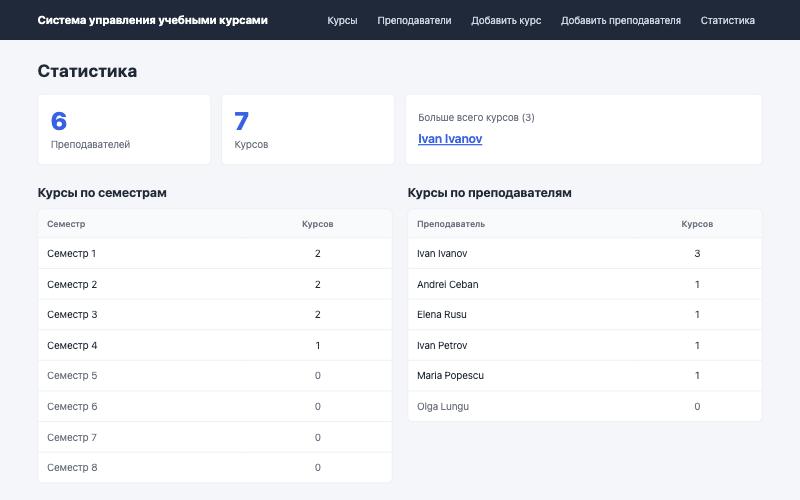 Система управления учебными курсами
Курсы Преподаватели Добавить курс Добавить преподавателя Статистика
Статистика
6
Преподавателей
7
Курсов
Больше всего курсов (3)
Ivan Ivanov
Курсы по семестрам
Семестр Курсов
Семестр 1 2
Семестр 2 2
Семестр 3 2
Семестр 4 1
Семестр 5 0
Семестр 6 0
Семестр 7 0
Семестр 8 0
Курсы по преподавателям
Преподаватель Курсов
Ivan Ivanov 3
Andrei Ceban 1
Elena Rusu 1
Ivan Petrov 1
Maria Popescu 1
Olga Lungu 0